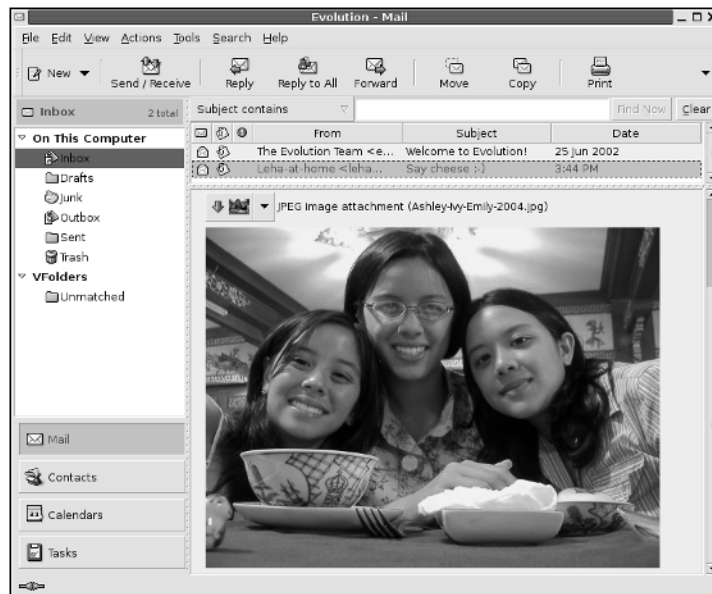 Evolution - Mail
File Edit View Actions Tools Search Help
New Send / Receive Reply Reply to All Forward Move Copy Print
Inbox 2 total Subject contains Find Now Clear
From Subject Date
On This Computer
The Evolution Team <e... Welcome to Evolution! 25 Jun 2002
Inbox
Leha-at-home <leha... Say cheese :-) 3:44 PM
Drafts
Junk
JPEG image attachment (Ashley-Ivy-Emily-2004.jpg)
Outbox
Sent
Trash
VFolders
Unmatched
Mail
Contacts
Calendars
Tasks